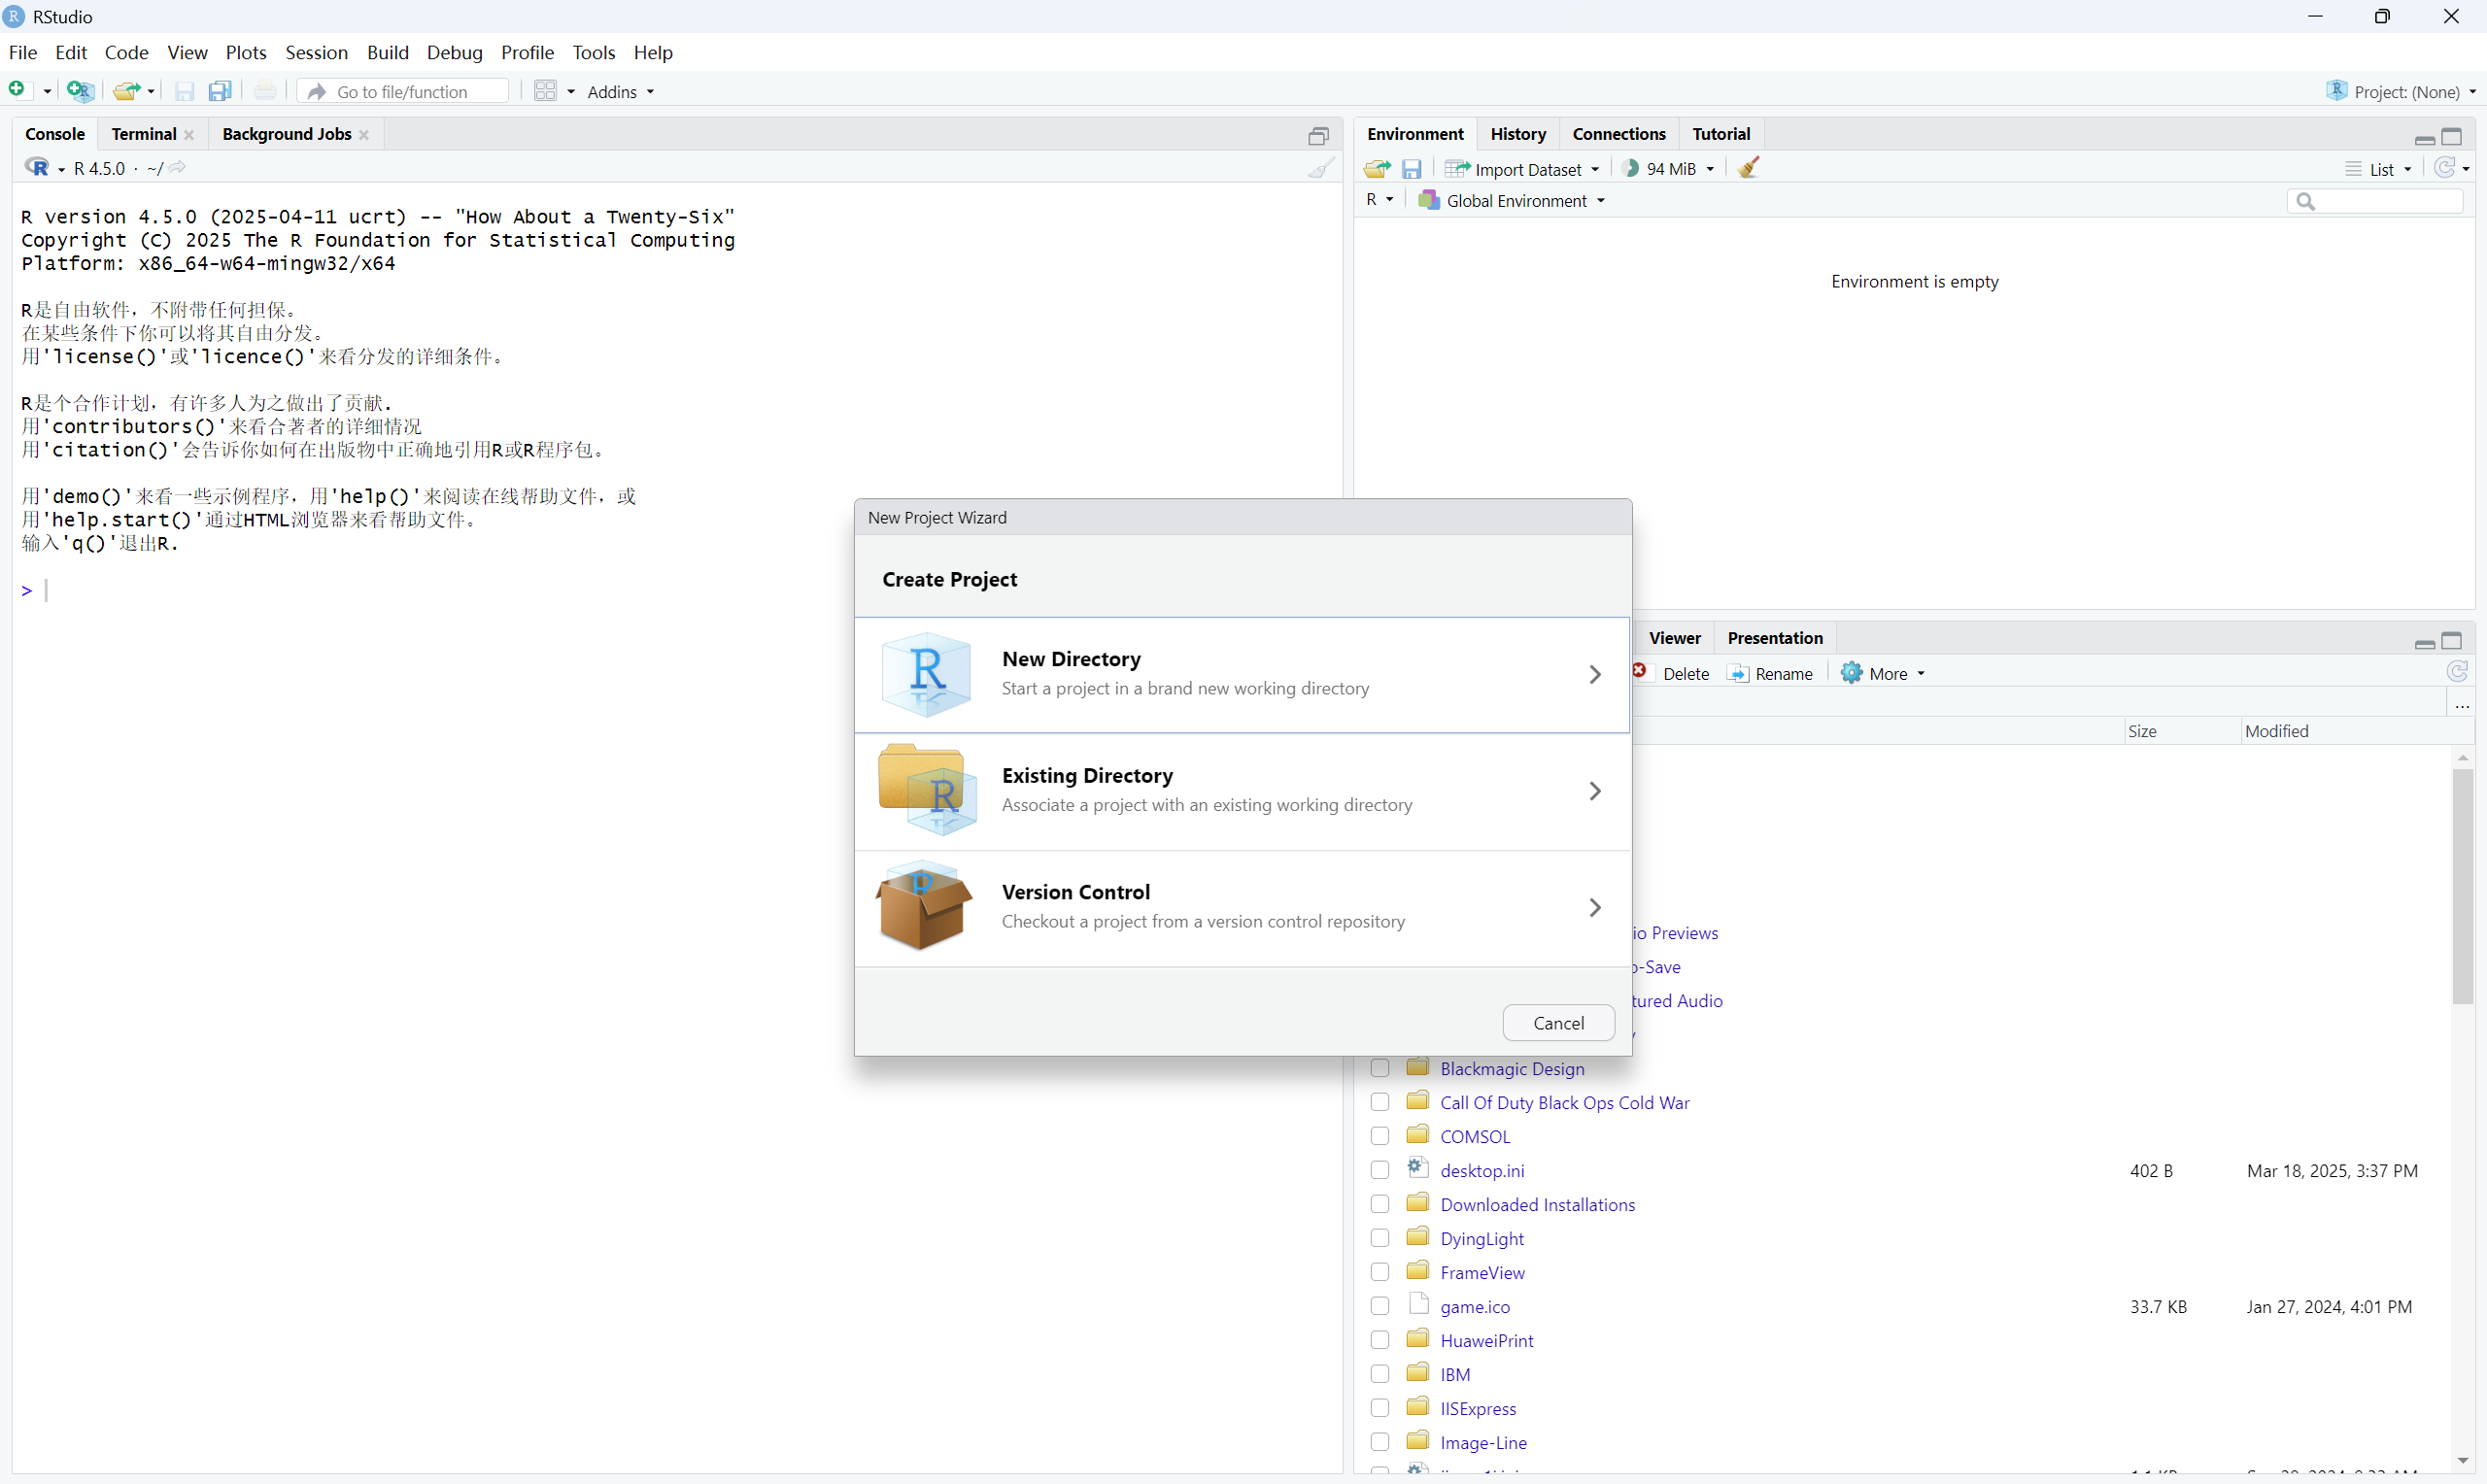 RStudio
File Edit Code View Plots Session Build Debug Profile Tools Help
Go to file/function Addins Project: (None)
Console Terminal Background Jobs
R 4.5.0 · ~/
R version 4.5.0 (2025-04-11 ucrt) -- "How About a Twenty-Six"
Copyright (C) 2025 The R Foundation for Statistical Computing
Platform: x86_64-w64-mingw32/x64
R是自由软件，不附带任何担保。
在某些条件下你可以将其自由分发。
用'license()'或'licence()'来看分发的详细条件。
R是个合作计划，有许多人为之做出了贡献.
用'contributors()'来看合著者的详细情况
用'citation()'会告诉你如何在出版物中正确地引用R或R程序包。
用'demo()'来看一些示例程序，用'help()'来阅读在线帮助文件，或
用'help.start()'通过HTML浏览器来看帮助文件。
输入'q()'退出R.
>
Environment History Connections Tutorial
Import Dataset 94 MiB List
R Global Environment
Environment is empty
New Project Wizard
Create Project
New Directory
Start a project in a brand new working directory
Existing Directory
Associate a project with an existing working directory
Version Control
Checkout a project from a version control repository
Cancel
Viewer Presentation
Delete Rename More
...
Size Modified
io Previews
-Save
tured Audio
Blackmagic Design
Call Of Duty Black Ops Cold War
COMSOL
desktop.ini 402 B Mar 18, 2025, 3:37 PM
Downloaded Installations
DyingLight
FrameView
game.ico 33.7 KB Jan 27, 2024, 4:01 PM
HuaweiPrint
IBM
IISExpress
Image-Line